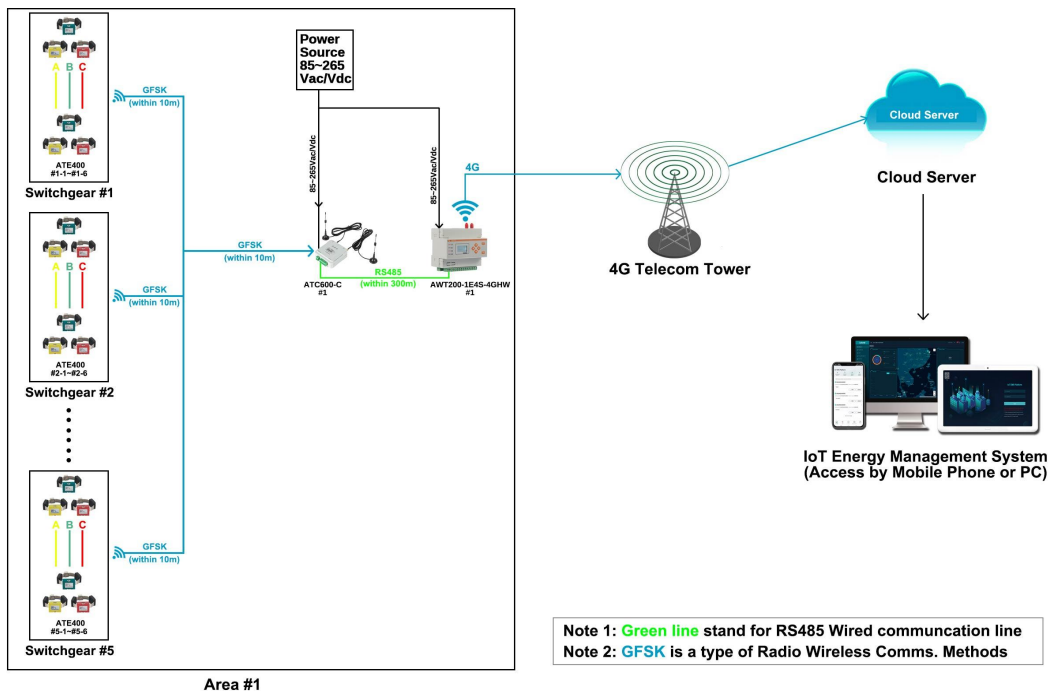 Power
Source
85~265
Vac/Vdc
A B C
ATE400
#1-1~#1-6
Switchgear #1
GFSK
(within 10m)
A B C
ATE400
#2-1~#2-6
Switchgear #2
GFSK
(within 10m)
A B C
ATE400
#5-1~#5-6
Switchgear #5
GFSK
(within 10m)
GFSK
(within 10m)
85~265Vac/Vdc
85~265Vac/Vdc
ATC600-C
#1
RS485
(within 300m)
AWT200-1E4S-4GHW
#1
4G
Area #1
4G Telecom Tower
Cloud Server
Cloud Server
IoT Energy Management System
(Access by Mobile Phone or PC)
Note 1: Green line stand for RS485 Wired communcation line
Note 2: GFSK is a type of Radio Wireless Comms. Methods